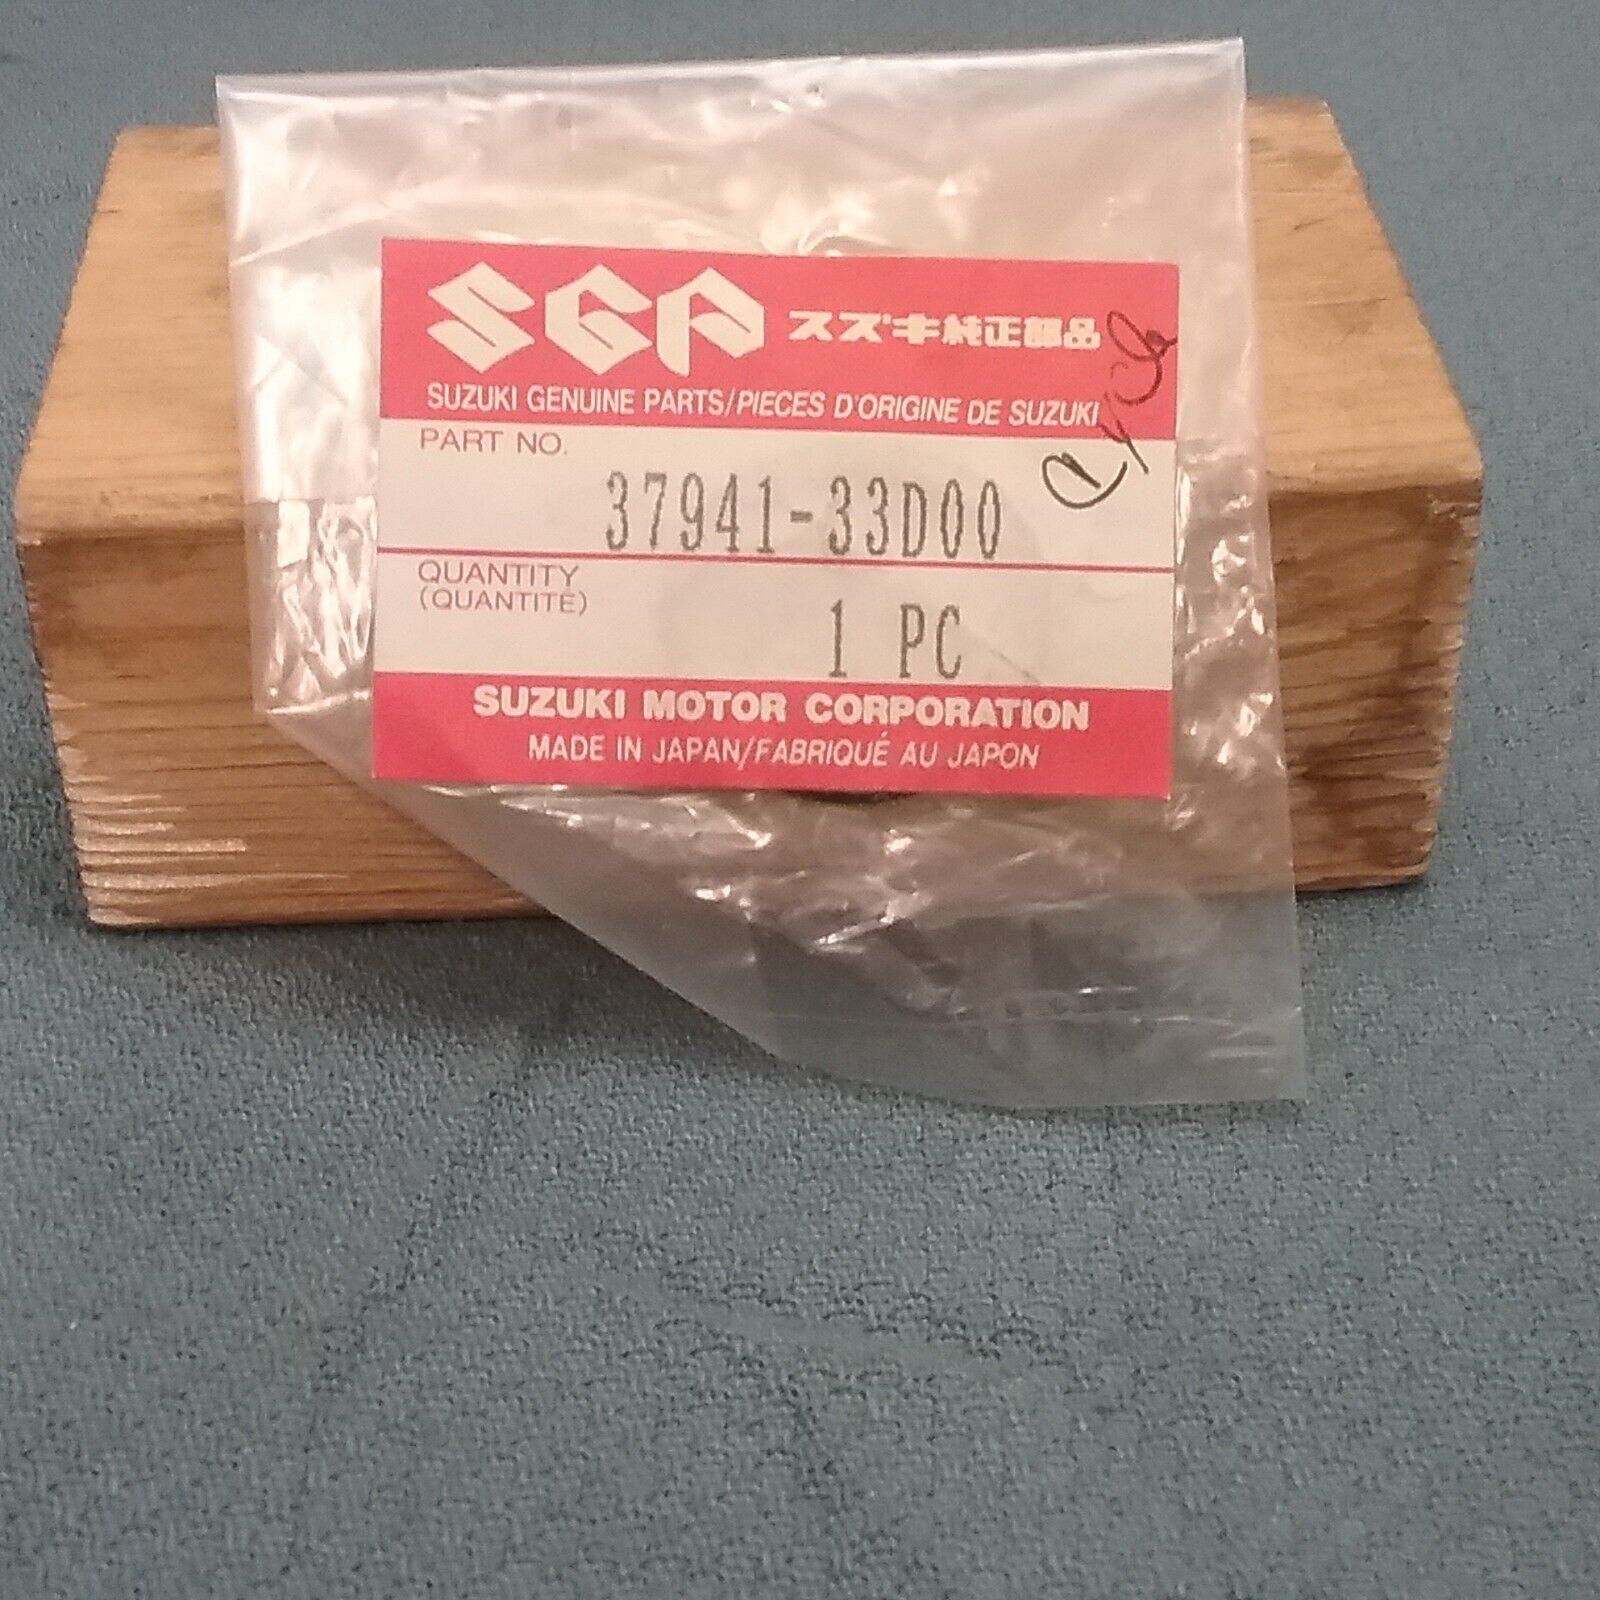 SGP スズキ純正部品
SUZUKI GENUINE PARTS/PIECES D'ORIGINE DE SUZUKI
PART NO.
37941-33D00
QUANTITY
(QUANTITÉ)
1 PC
SUZUKI MOTOR CORPORATION
MADE IN JAPAN/FABRIQUÉ AU JAPON